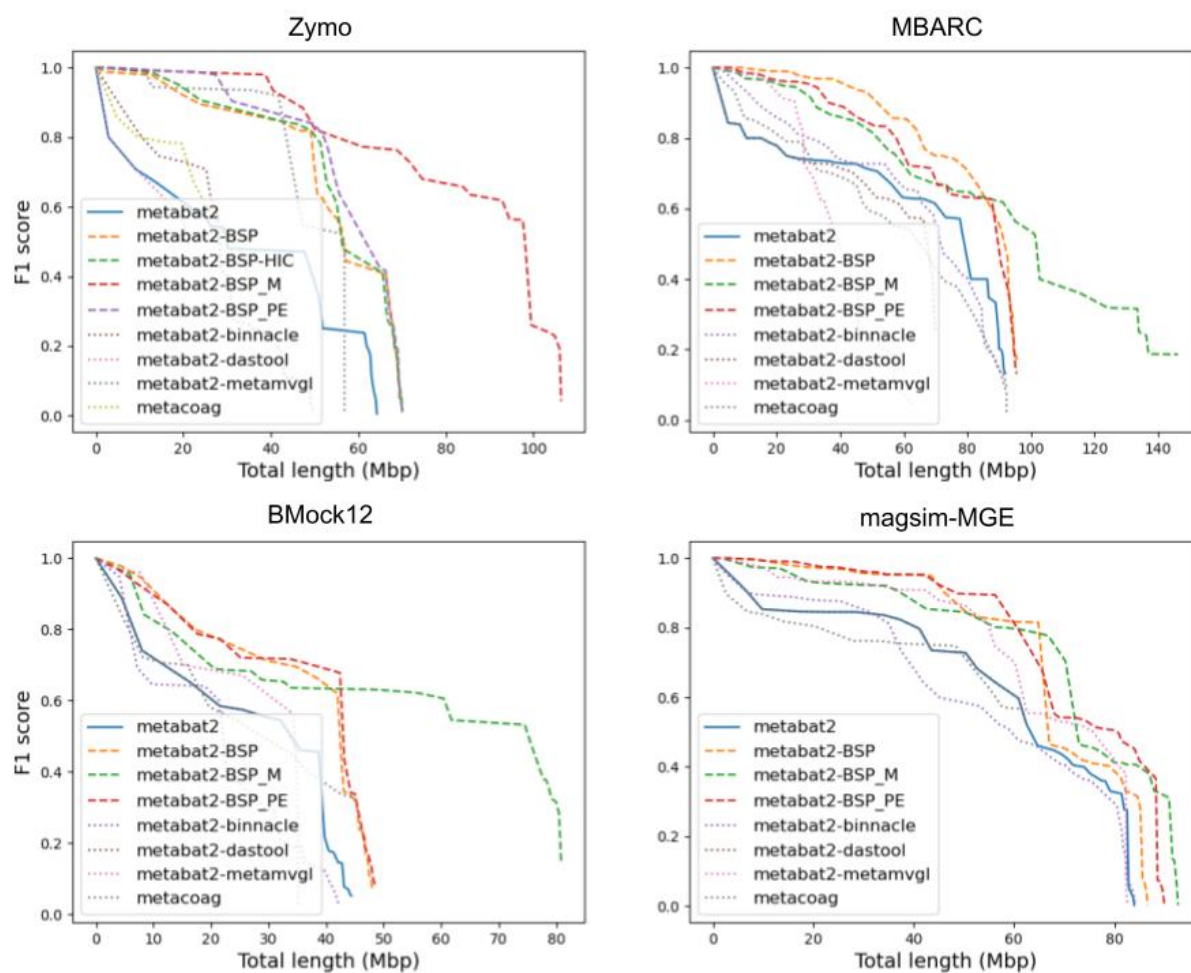 Zymo
F1 score
1.0
0.8
0.6
0.4
0.2
0.0
metabat2
metabat2-BSP
metabat2-BSP-HIC
metabat2-BSP_M
metabat2-BSP_PE
metabat2-binnacle
metabat2-dastool
metabat2-metamvgl
metacoag
0 20 40 60 80 100
Total length (Mbp)
MBARC
1.0
0.8
0.6
0.4
0.2
0.0
metabat2
metabat2-BSP
metabat2-BSP_M
metabat2-BSP_PE
metabat2-binnacle
metabat2-dastool
metabat2-metamvgl
metacoag
0 20 40 60 80 100 120 140
Total length (Mbp)
BMock12
F1 score
1.0
0.8
0.6
0.4
0.2
0.0
metabat2
metabat2-BSP
metabat2-BSP_M
metabat2-BSP_PE
metabat2-binnacle
metabat2-dastool
metabat2-metamvgl
metacoag
0 10 20 30 40 50 60 70 80
Total length (Mbp)
magsim-MGE
1.0
0.8
0.6
0.4
0.2
0.0
metabat2
metabat2-BSP
metabat2-BSP_M
metabat2-BSP_PE
metabat2-binnacle
metabat2-dastool
metabat2-metamvgl
metacoag
0 20 40 60 80
Total length (Mbp)